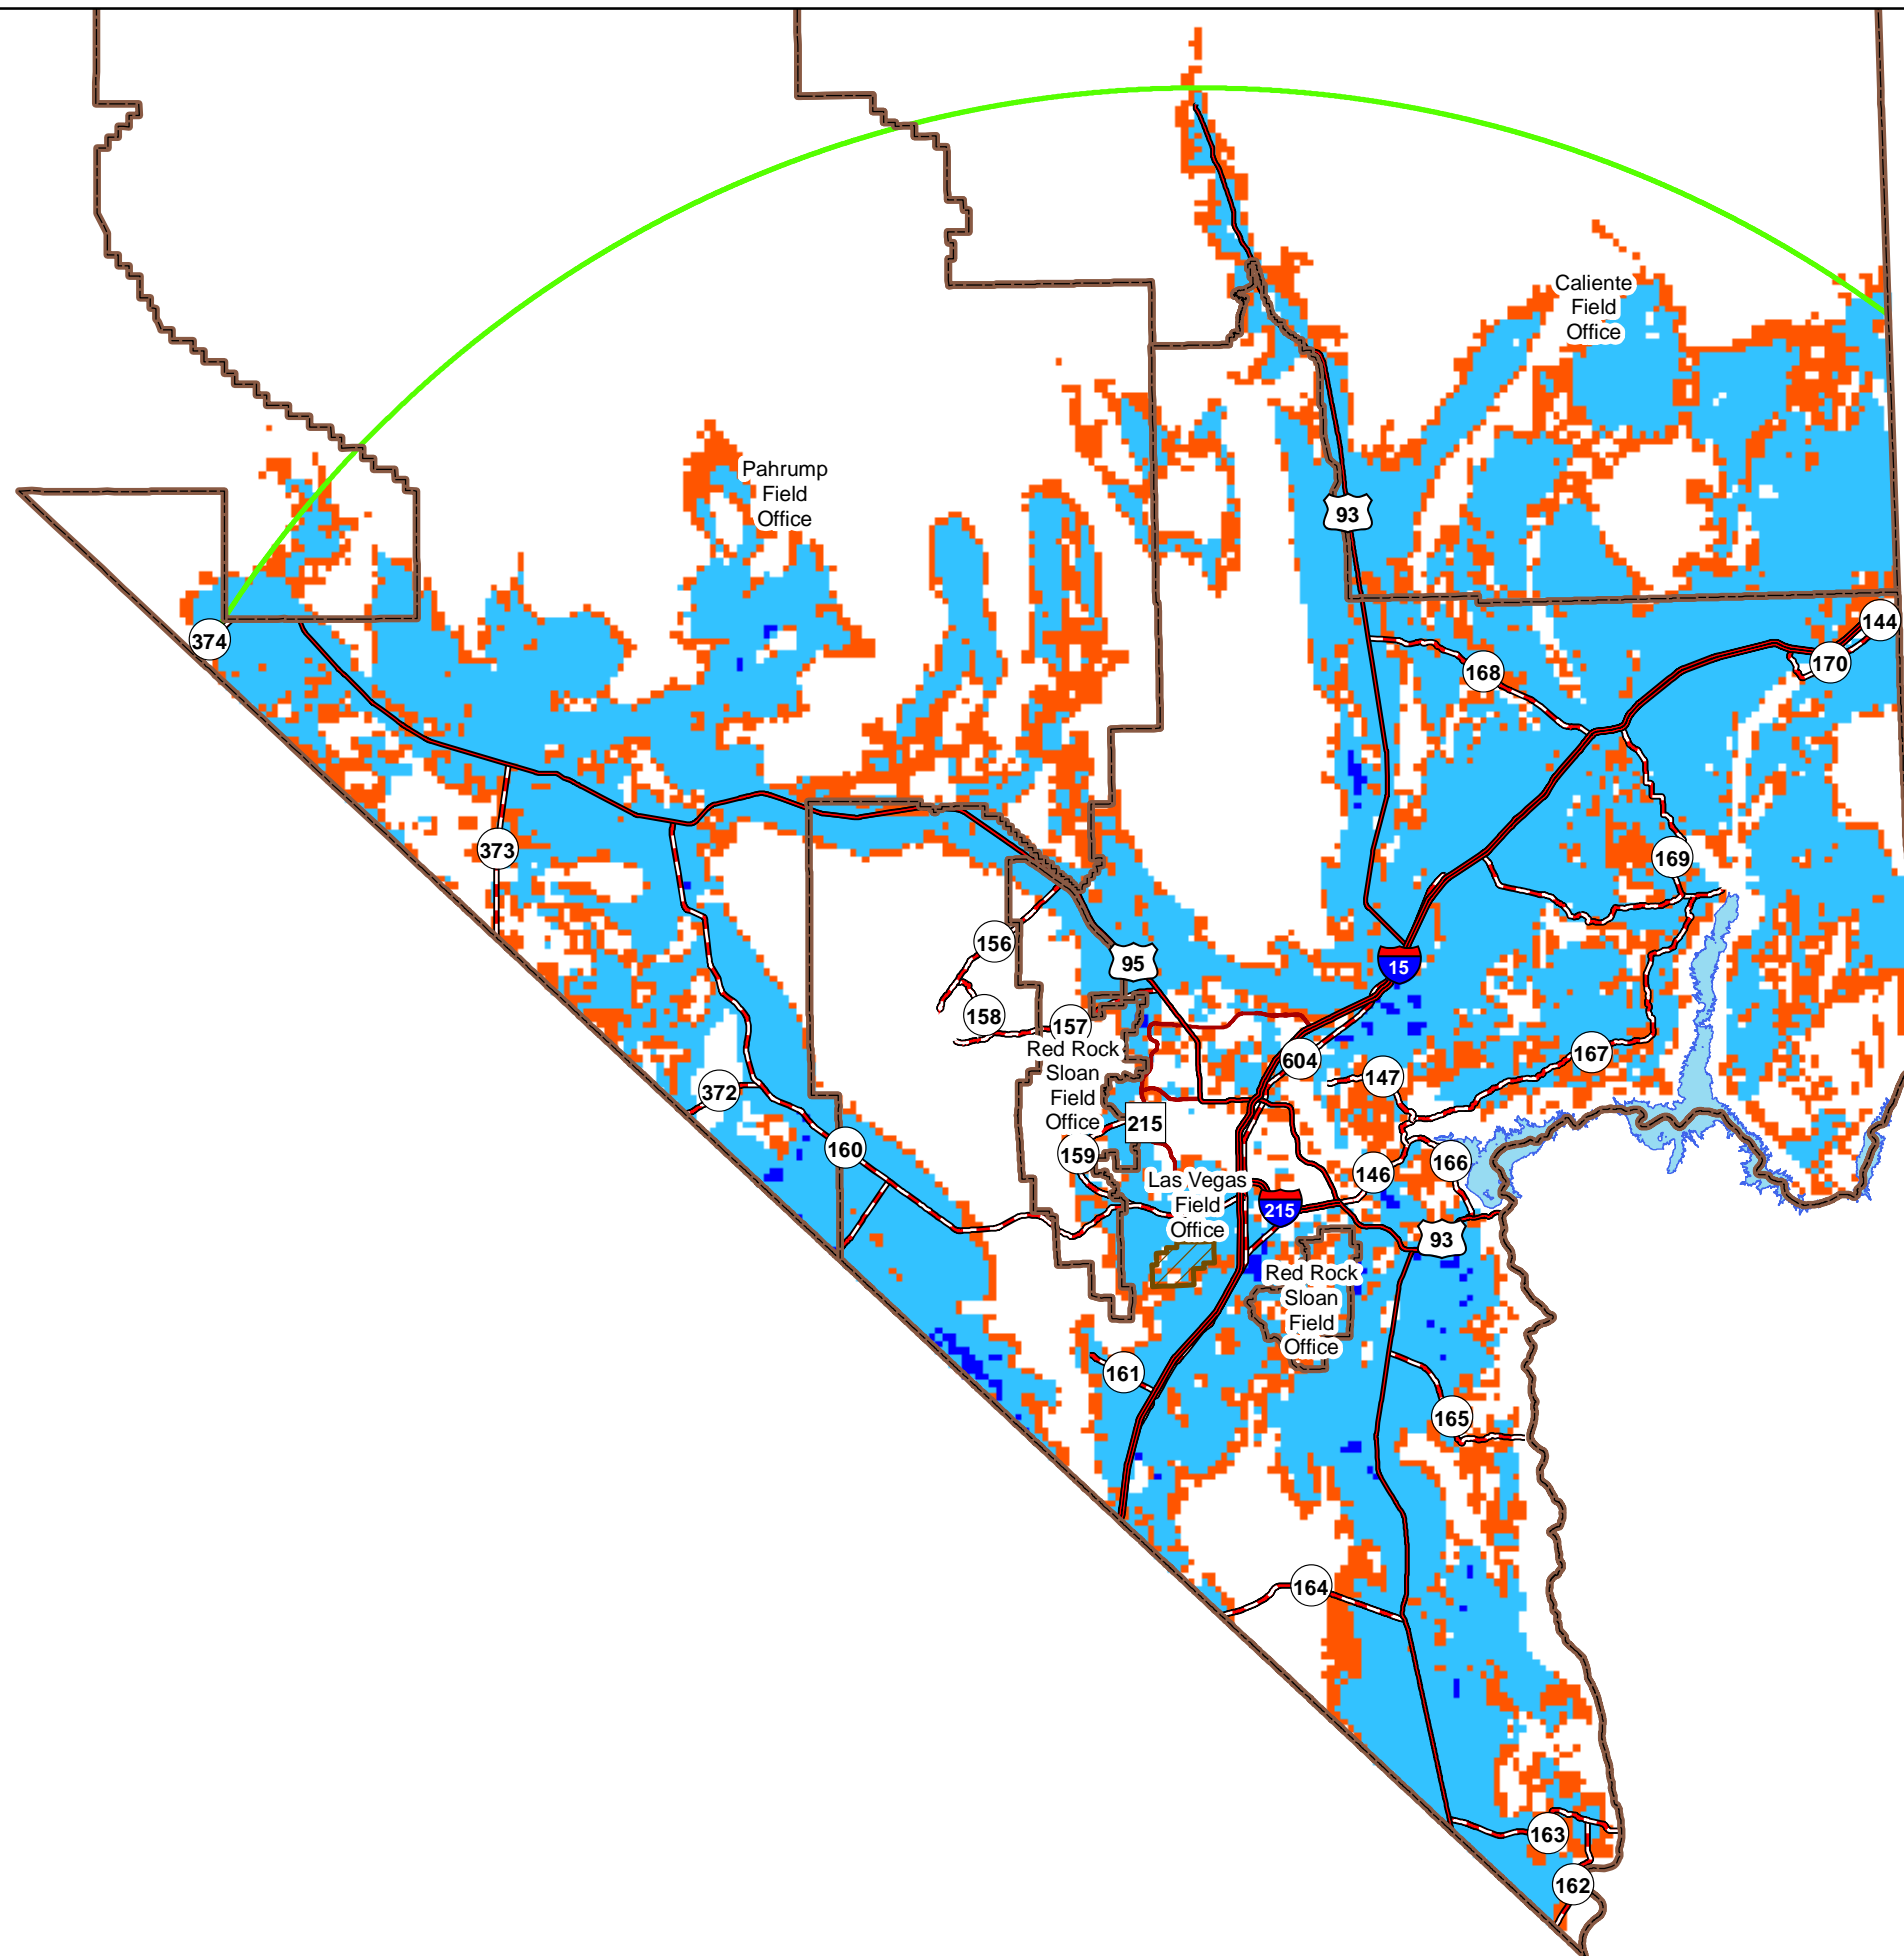 Caliente
Field
Office
Pahrump
Field
Office
93
374
144
170
168
373
169
156
95
15
158
157
Red Rock
Sloan
Field
Office
604
167
147
372
215
160
159
146
166
Las Vegas
Field
Office
215
93
Red Rock
Sloan
Field
Office
161
165
164
163
162